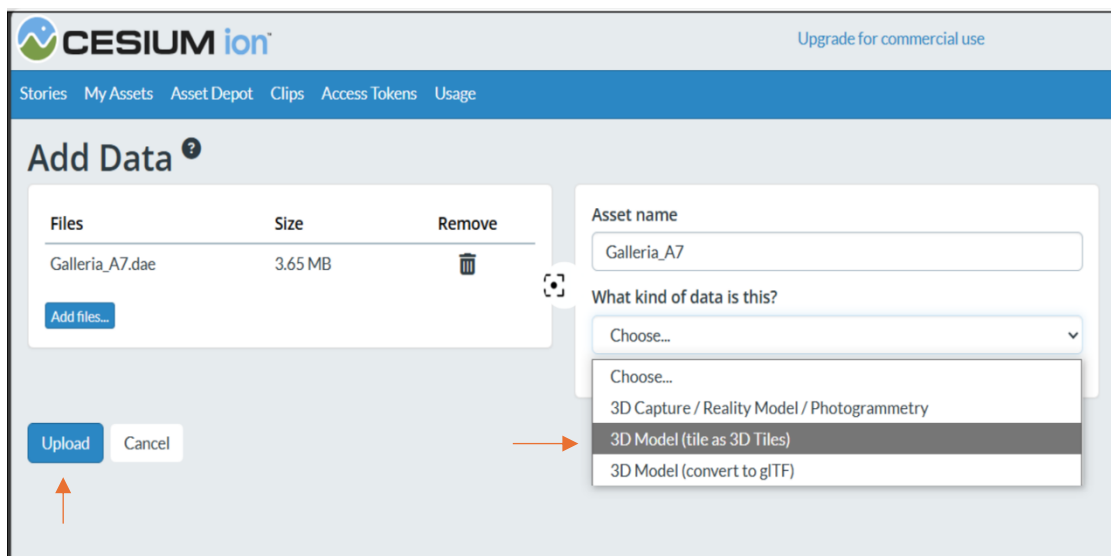 CESIUM ion
Upgrade for commercial use
Stories My Assets Asset Depot Clips Access Tokens Usage
Add Data ?
Files Size Remove
Galleria_A7.dae 3.65 MB
Add files...
Asset name
Galleria_A7
What kind of data is this?
Choose...
Choose...
3D Capture / Reality Model / Photogrammetry
3D Model (tile as 3D Tiles)
3D Model (convert to glTF)
Upload Cancel